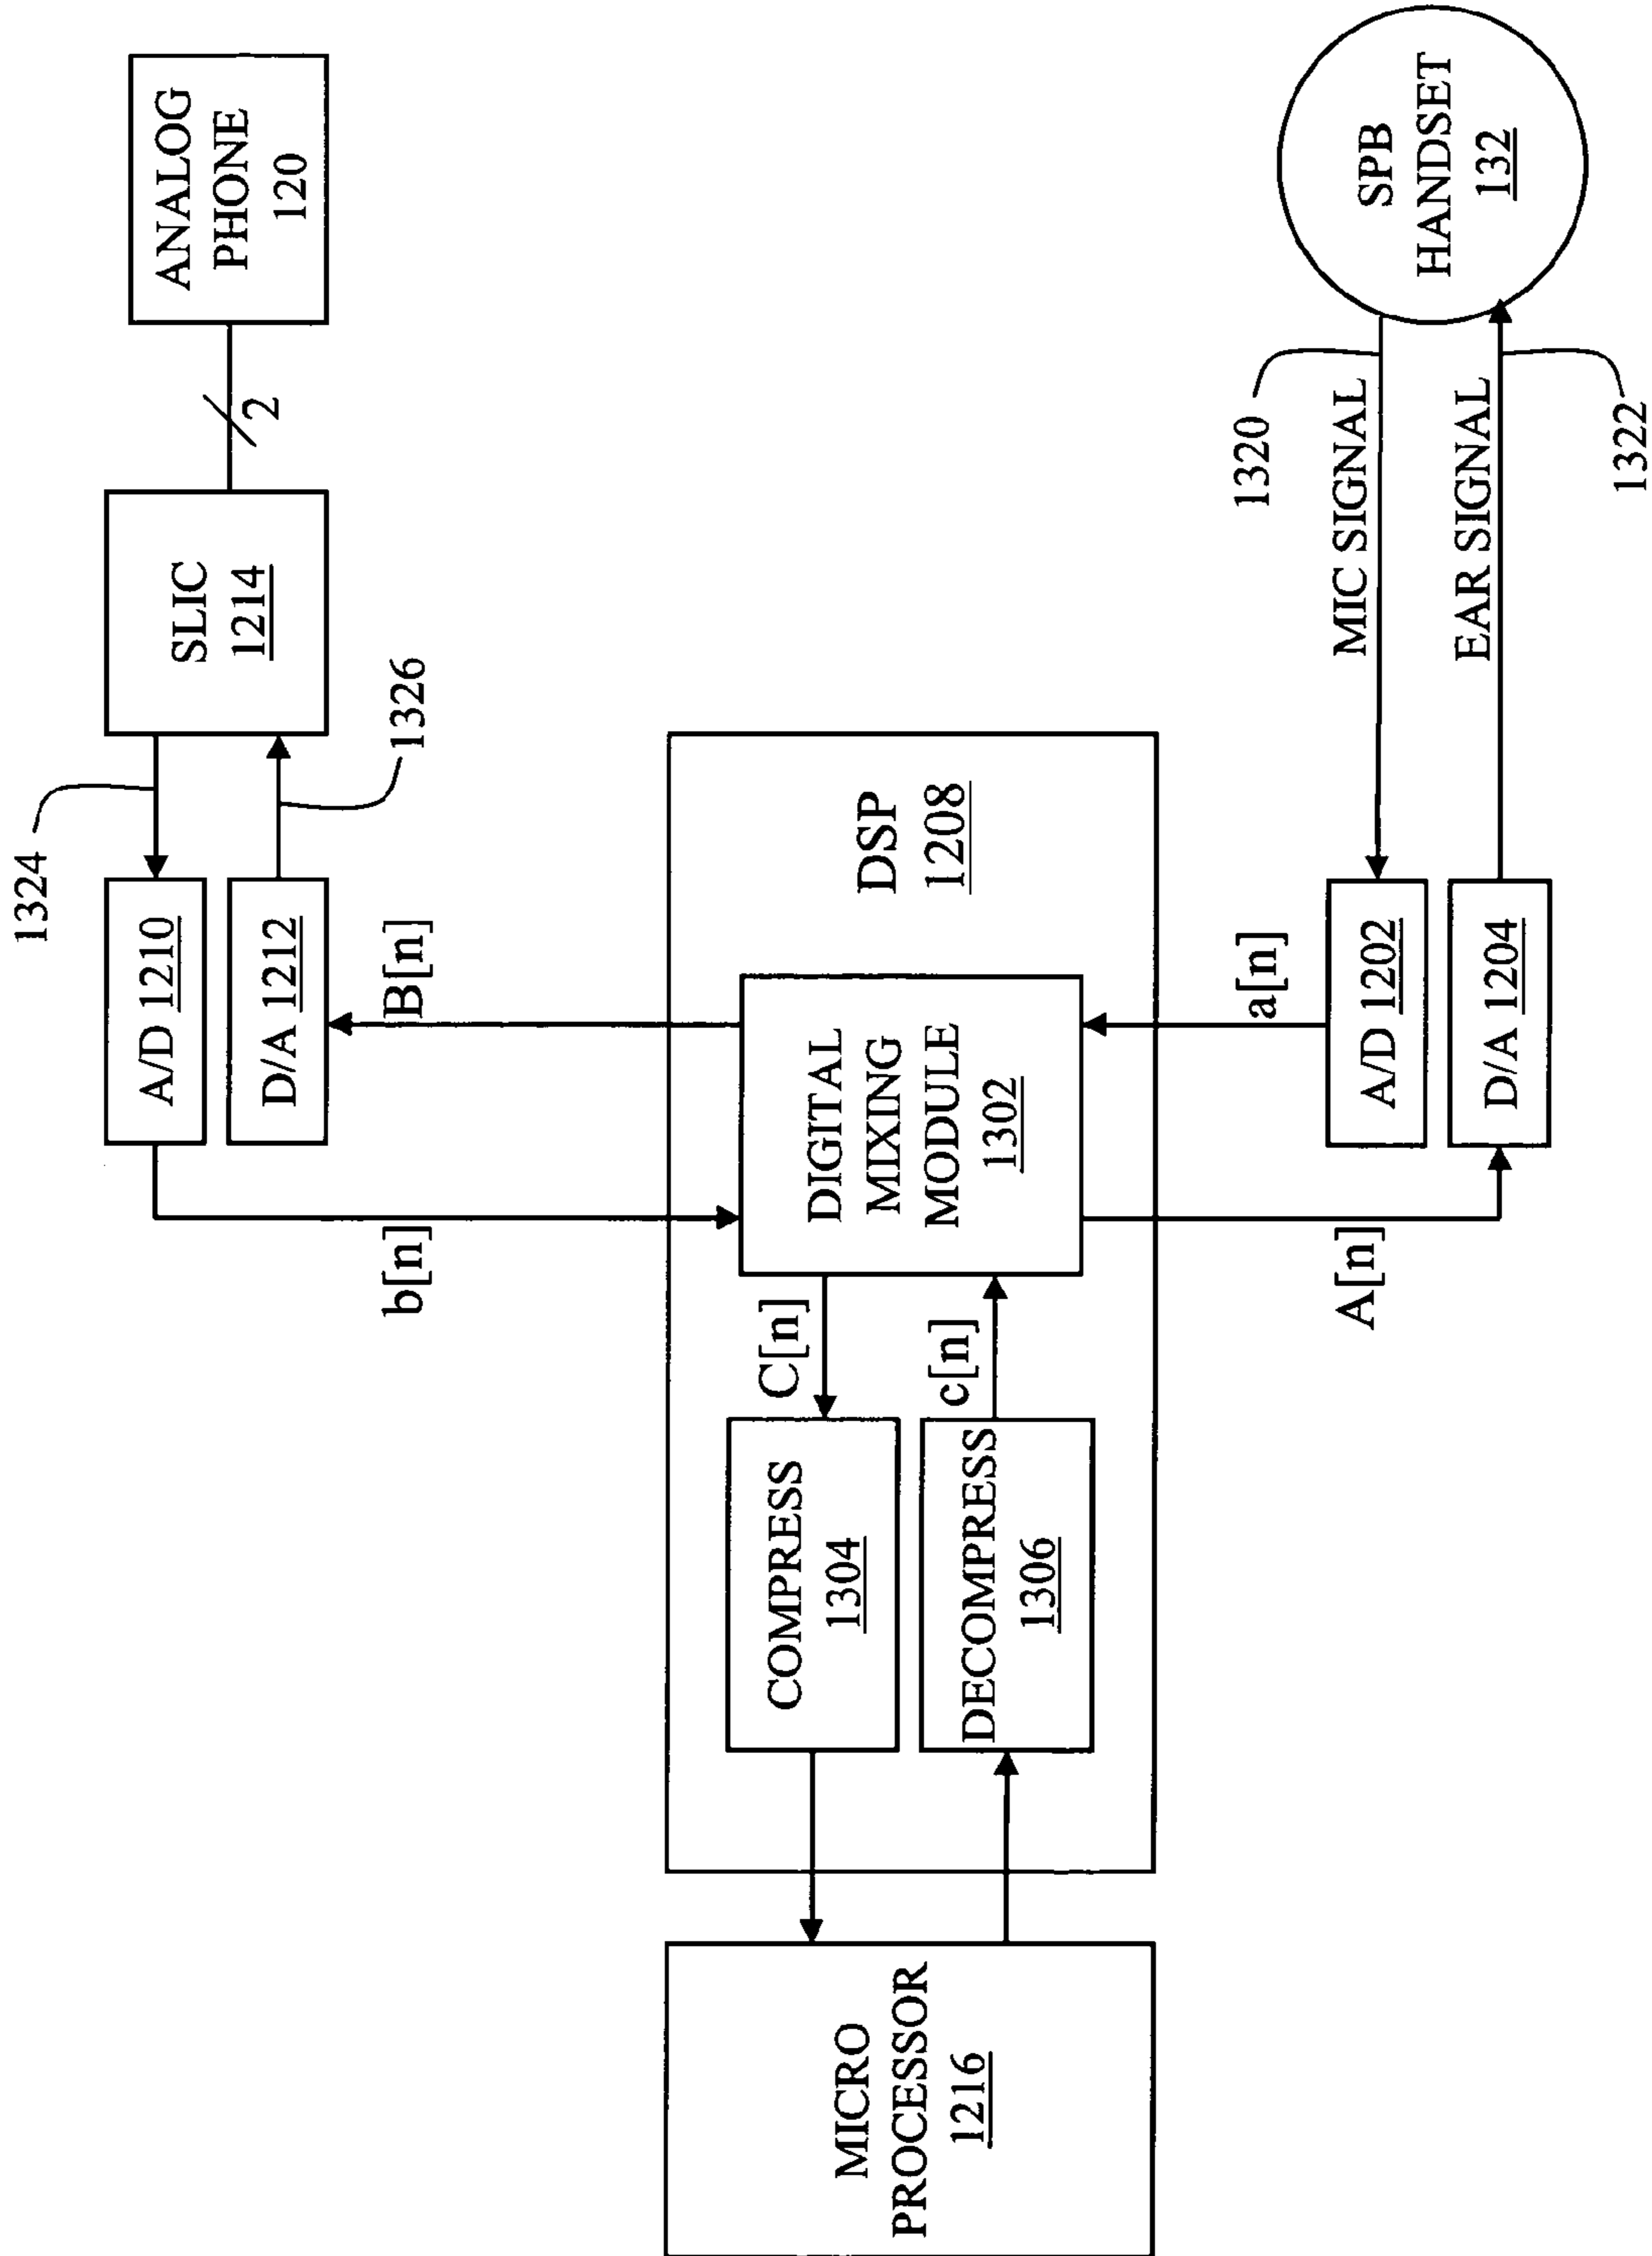 MICRO
PROCESSOR
1216
COMPRESS
1304
DECOMPRESS
1306
C[n]
c[n]
DIGITAL
MIXING
MODULE
1302
DSP
1208
b[n]
B[n]
A/D 1210
D/A 1212
1324
1326
SLIC
1214
2
ANALOG
PHONE
120
A[n]
a[n]
A/D 1202
D/A 1204
MIC SIGNAL
1320
EAR SIGNAL
1322
SPB
HANDSET
132